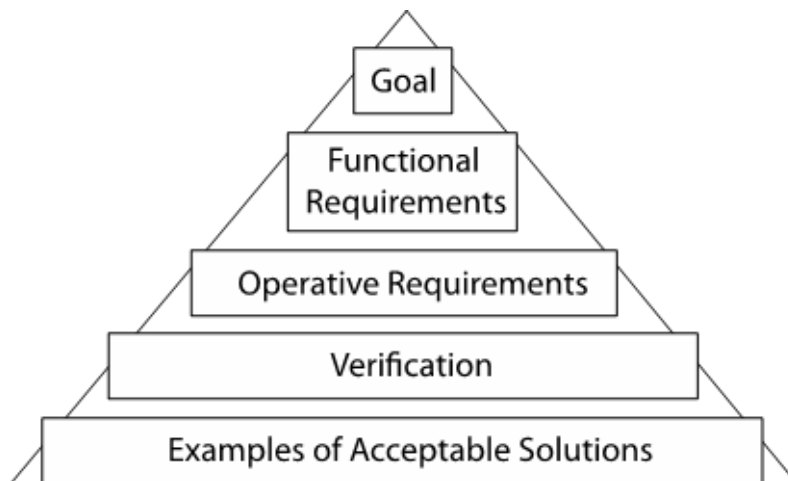 Goal
Functional
Requirements
Operative Requirements
Verification
Examples of Acceptable Solutions